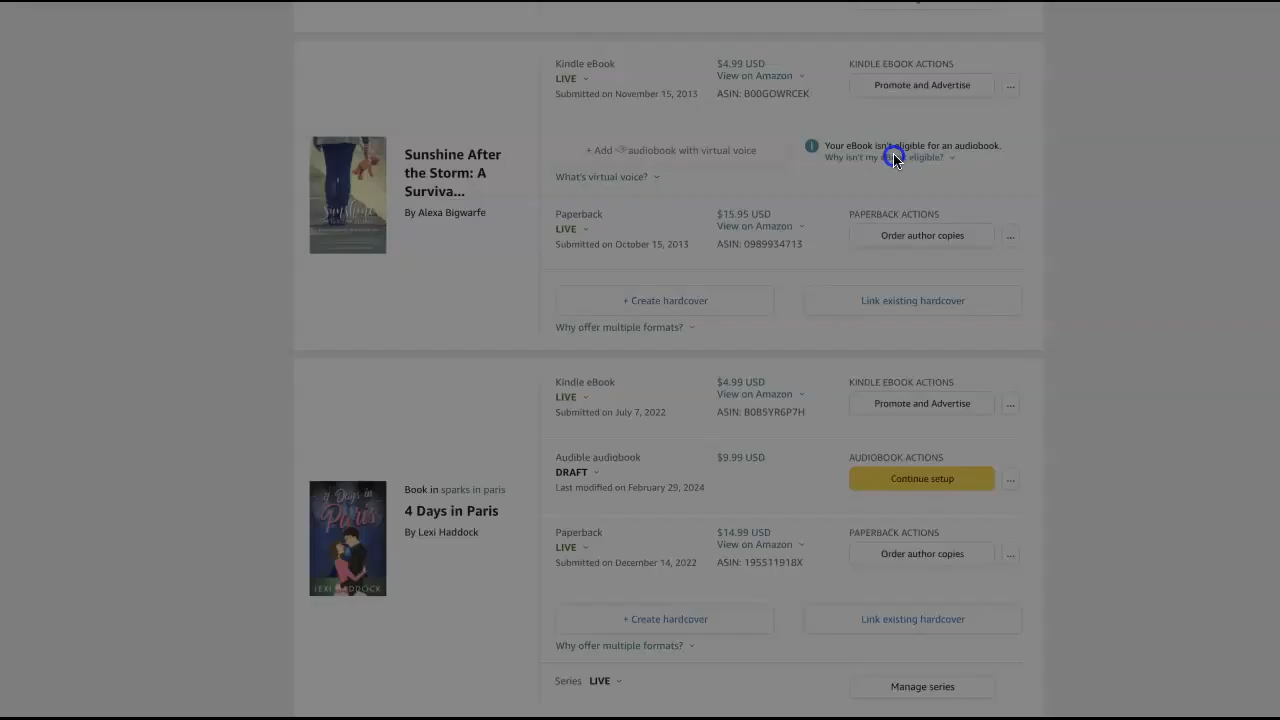 Kindle eBook
LIVE
Submitted on November 15, 2013
$4.99 USD
View on Amazon
ASIN: B00GOWRCEK
KINDLE EBOOK ACTIONS
Promote and Advertise
...
Sunshine After
the Storm: A
Surviva...
By Alexa Bigwarfe
Sunshine
+ Add audiobook with virtual voice
What's virtual voice?
Your eBook isn't eligible for an audiobook.
Why isn't my eligible?
Paperback
LIVE
Submitted on October 15, 2013
$15.95 USD
View on Amazon
ASIN: 0989934713
PAPERBACK ACTIONS
Order author copies
...
+ Create hardcover
Link existing hardcover
Why offer multiple formats?
Kindle eBook
LIVE
Submitted on July 7, 2022
$4.99 USD
View on Amazon
ASIN: B0B5YR6P7H
KINDLE EBOOK ACTIONS
Promote and Advertise
...
4 Days in
Paris
LEXI HADDOCK
Book in sparks in paris
4 Days in Paris
By Lexi Haddock
Audible audiobook
DRAFT
Last modified on February 29, 2024
$9.99 USD
AUDIOBOOK ACTIONS
Continue setup
...
Paperback
LIVE
Submitted on December 14, 2022
$14.99 USD
View on Amazon
ASIN: 195511918X
PAPERBACK ACTIONS
Order author copies
...
+ Create hardcover
Link existing hardcover
Why offer multiple formats?
Series LIVE
Manage series